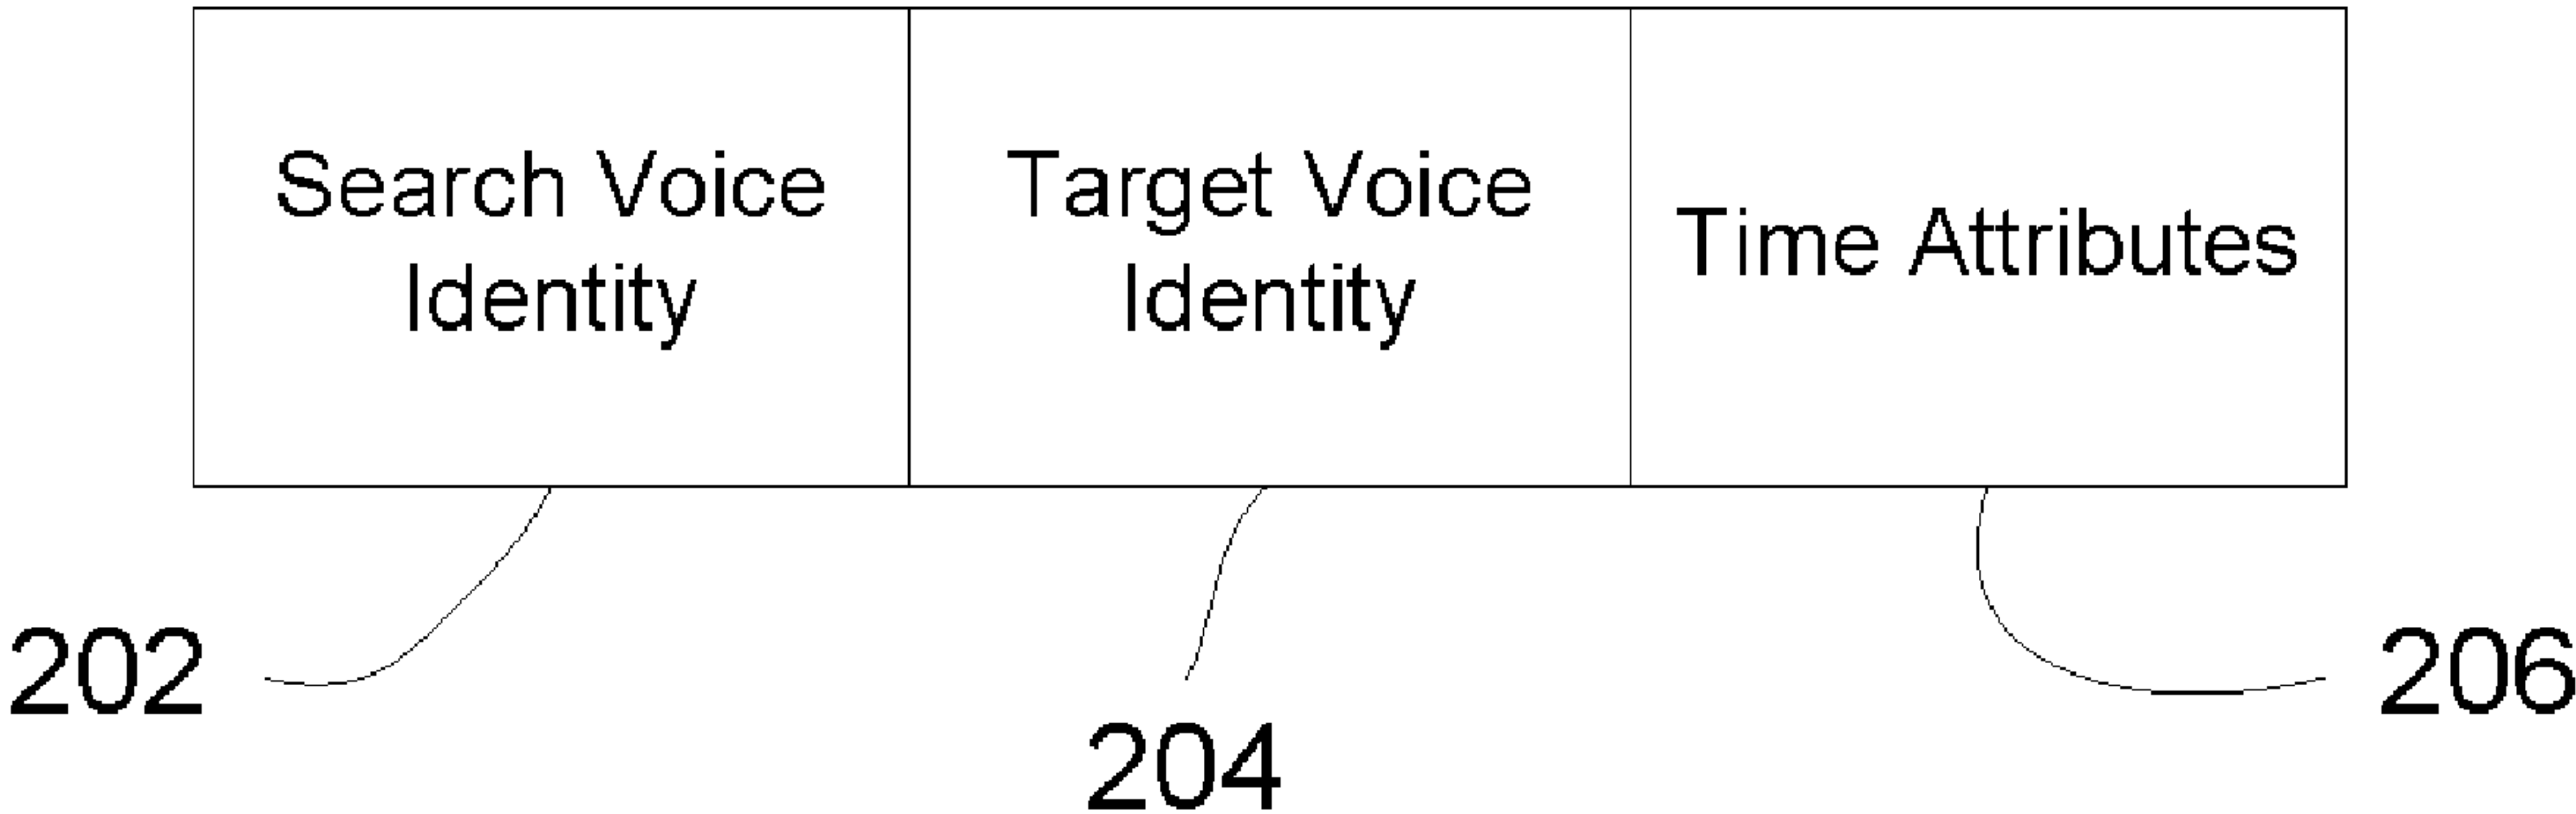 Search Voice
Identity
Target Voice
Identity
Time Attributes
202
204
206